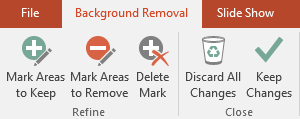 File Background Removal Slide Show
Mark Areas to Keep
Mark Areas to Remove
Delete Mark
Discard All Changes
Keep Changes
Refine Close